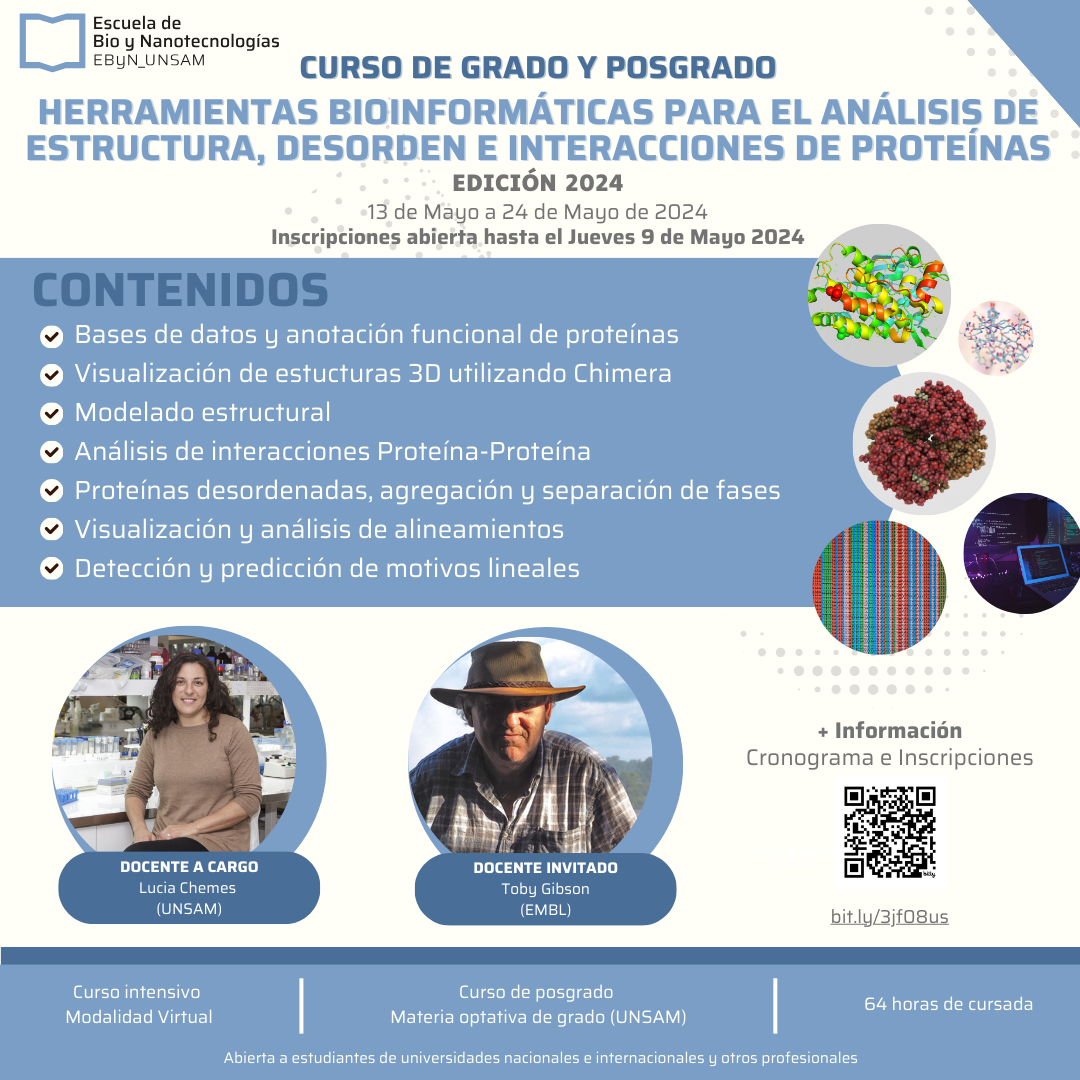 Escuela de
Bio y Nanotecnologías
EByN_UNSAM
CURSO DE GRADO Y POSGRADO
HERRAMIENTAS BIOINFORMÁTICAS PARA EL ANÁLISIS DE
ESTRUCTURA, DESORDEN E INTERACCIONES DE PROTEÍNAS
EDICIÓN 2024
13 de Mayo a 24 de Mayo de 2024
Inscripciones abierta hasta el Jueves 9 de Mayo 2024
CONTENIDOS
Bases de datos y anotación funcional de proteínas
Visualización de estucturas 3D utilizando Chimera
Modelado estructural
Análisis de interacciones Proteína-Proteína
Proteínas desordenadas, agregación y separación de fases
Visualización y análisis de alineamientos
Detección y predicción de motivos lineales
DOCENTE A CARGO
Lucia Chemes
(UNSAM)
DOCENTE INVITADO
Toby Gibson
(EMBL)
+ Información
Cronograma e Inscripciones
bitly
bit.ly/3jf08us
Curso intensivo
Modalidad Virtual
Curso de posgrado
Materia optativa de grado (UNSAM)
64 horas de cursada
Abierta a estudiantes de universidades nacionales e internacionales y otros profesionales